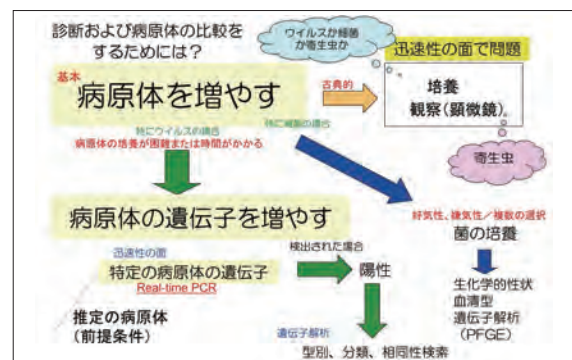 診断および病原体の比較を
するためには?
ウイルスか細菌
か寄生虫か
迅速性の面で問題
基本
病原体を増やす
古典的
培養
観察(顕微鏡)。
特にウイルスの場合
特に細菌の場合
病原体の培養が困難または時間がかかる
寄生虫
病原体の遺伝子を増やす
好気性、嫌気性/複数の選択
菌の培養
迅速性の面
検出された場合
特定の病原体の遺伝子
陽性
Real-time PCR
生化学的性状
血清型
遺伝子解析
(PFGE)
推定の病原体
(前提条件)
遺伝子解析
型別、分類、相同性検索